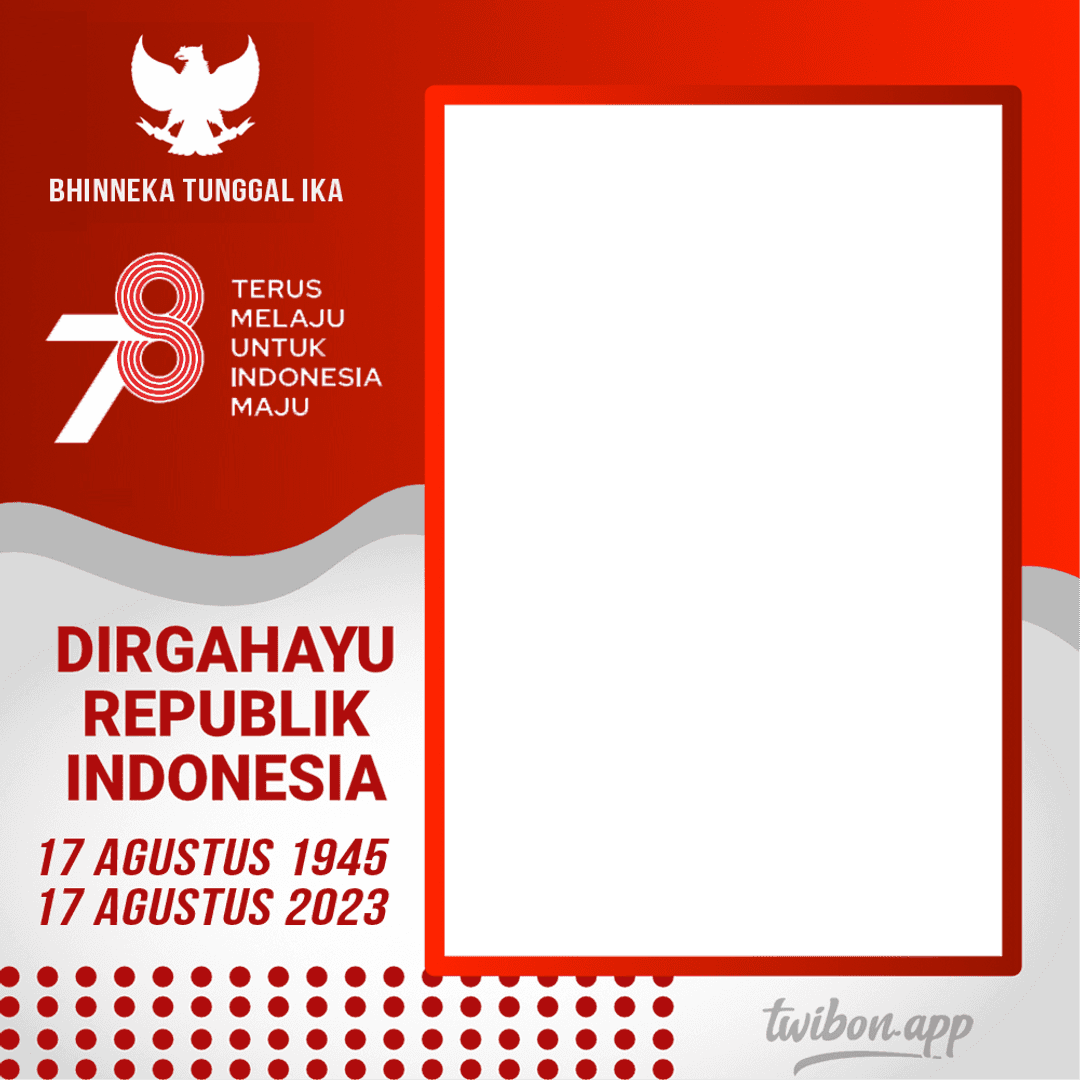 BHINNEKA TUNGGAL IKA
78
TERUS
MELAJU
UNTUK
INDONESIA
MAJU
DIRGAHAYU
REPUBLIK
INDONESIA
17 AGUSTUS 1945
17 AGUSTUS 2023
twibon.app